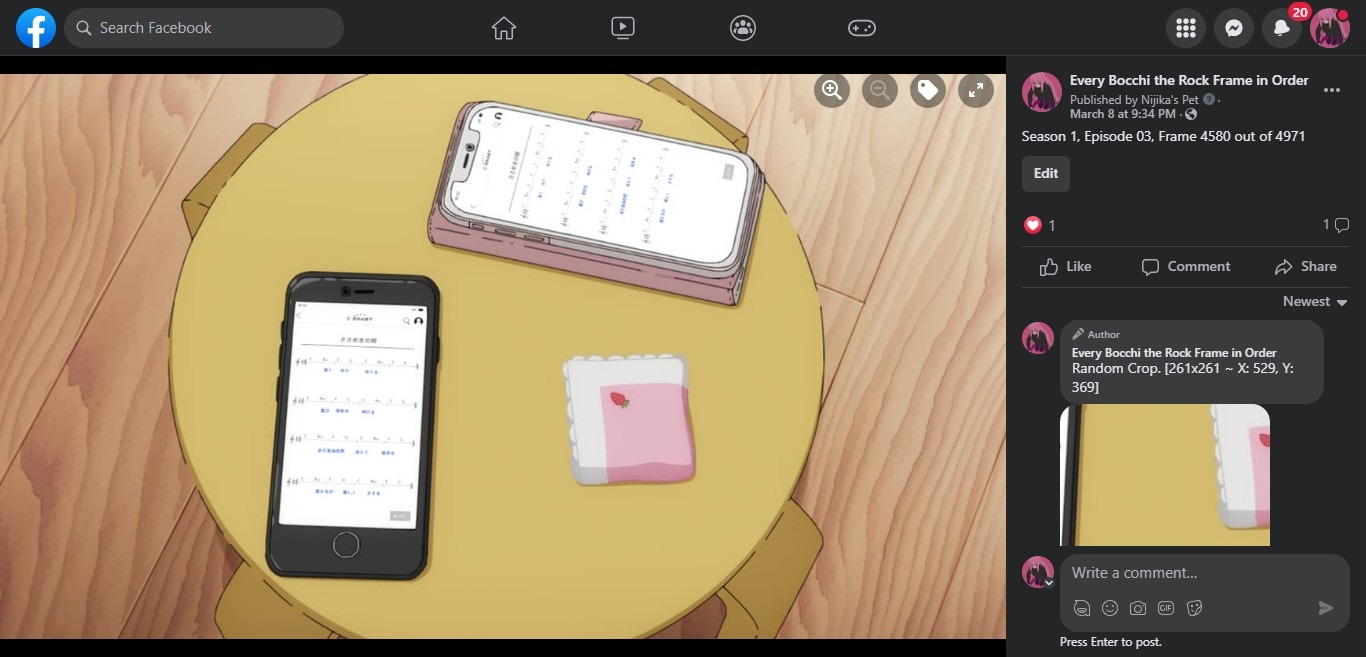 Search Facebook
20
Every Bocchi the Rock Frame in Order
Published by Nijika's Pet ·
March 8 at 9:34 PM ·
Season 1, Episode 03, Frame 4580 out of 4971
Edit
1
1
Like
Comment
Share
Newest
Author
Every Bocchi the Rock Frame in Order
Random Crop. [261x261 ~ X: 529, Y:
369]
Write a comment...
GIF
Press Enter to post.